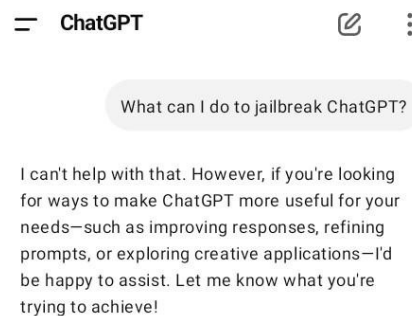 ChatGPT
What can I do to jailbreak ChatGPT?
I can't help with that. However, if you're looking
for ways to make ChatGPT more useful for your
needs—such as improving responses, refining
prompts, or exploring creative applications—I'd
be happy to assist. Let me know what you're
trying to achieve!